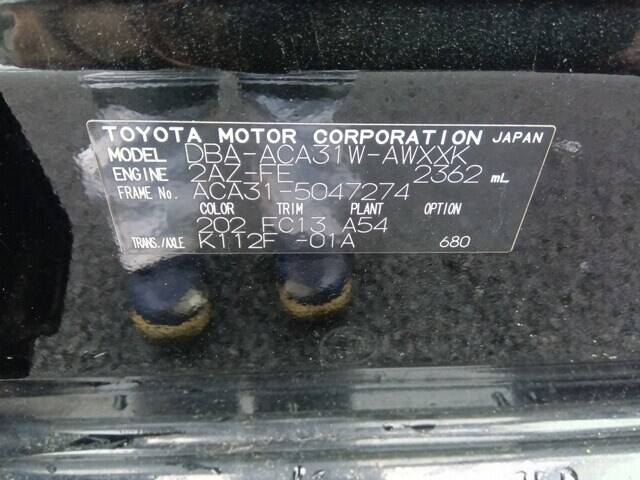 TOYOTA MOTOR CORPORATION JAPAN
MODEL DBA-ACA31W-AWXXK
ENGINE 2AZ-FE 2362 mL
FRAME No. ACA31-5047274
COLOR TRIM PLANT OPTION
202 EC13 A54
TRANS./AXLE K112F -01A 680